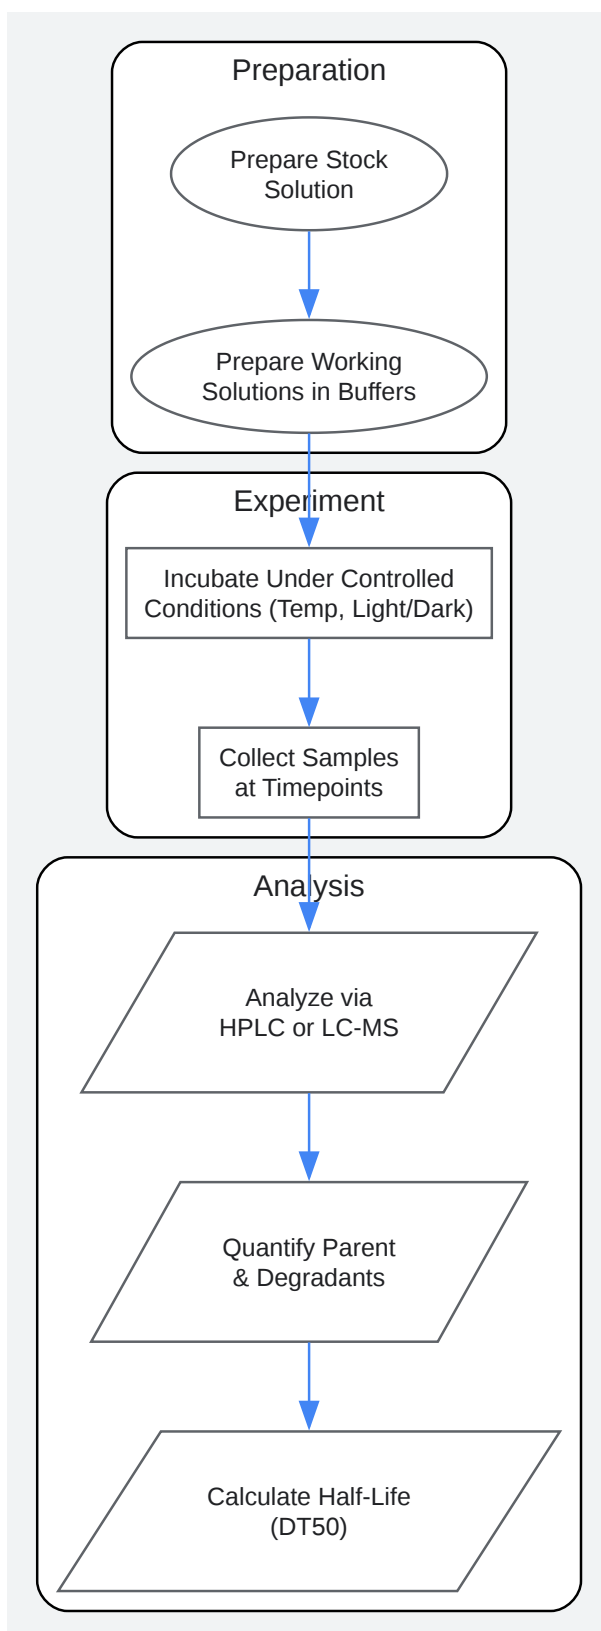 Preparation
Prepare Stock
Solution
Prepare Working
Solutions in Buffers
Experiment
Incubate Under Controlled
Conditions (Temp, Light/Dark)
Collect Samples
at Timepoints
Analysis
Analyze via
HPLC or LC-MS
Quantify Parent
& Degradants
Calculate Half-Life
(DT50)